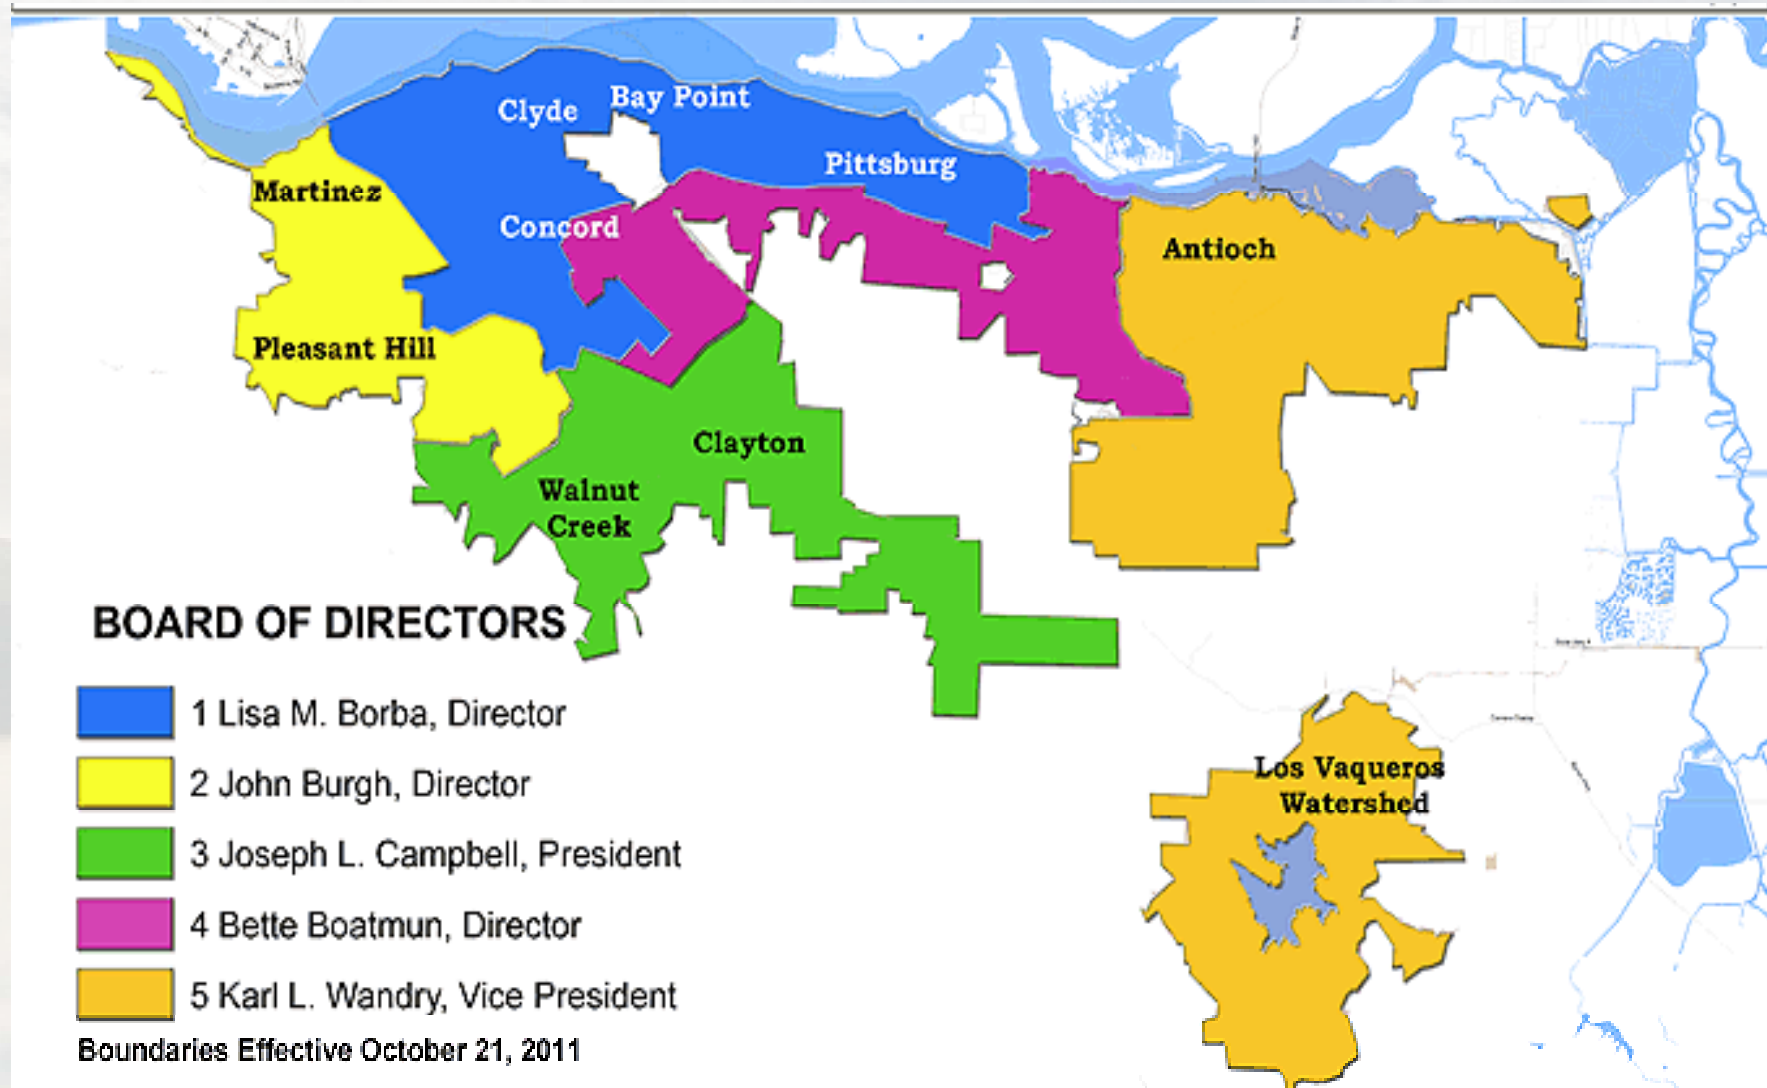 Clyde
Bay Point
Martinez
Pittsburg
Concord
Antioch
Pleasant Hill
Clayton
Walnut
Creek
BOARD OF DIRECTORS
1 Lisa M. Borba, Director
2 John Burgh, Director
3 Joseph L. Campbell, President
4 Bette Boatmun, Director
5 Karl L. Wandry, Vice President
Boundaries Effective October 21, 2011
Los Vaqueros
Watershed